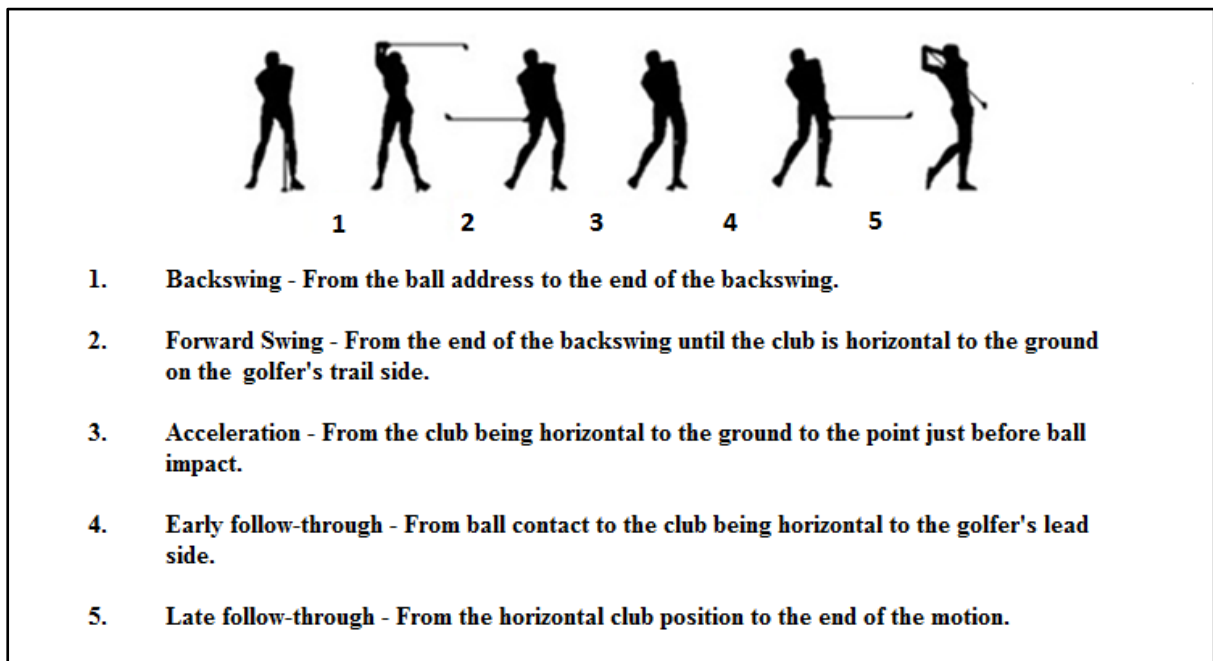 1 2 3 4 5
1. Backswing - From the ball address to the end of the backswing.
2. Forward Swing - From the end of the backswing until the club is horizontal to the ground
on the golfer's trail side.
3. Acceleration - From the club being horizontal to the ground to the point just before ball
impact.
4. Early follow-through - From ball contact to the club being horizontal to the golfer's lead
side.
5. Late follow-through - From the horizontal club position to the end of the motion.